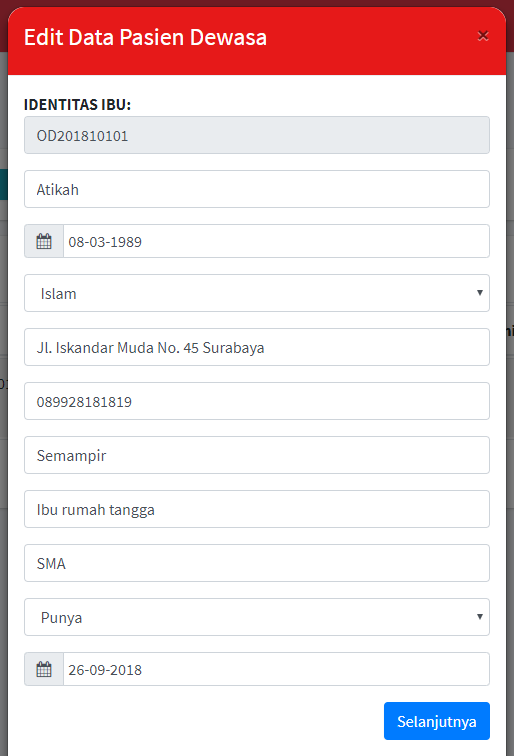 Edit Data Pasien Dewasa
×
IDENTITAS IBU:
OD201810101
Atikah
08-03-1989
Islam
Jl. Iskandar Muda No. 45 Surabaya
089928181819
Semampir
Ibu rumah tangga
SMA
Punya
26-09-2018
Selanjutnya